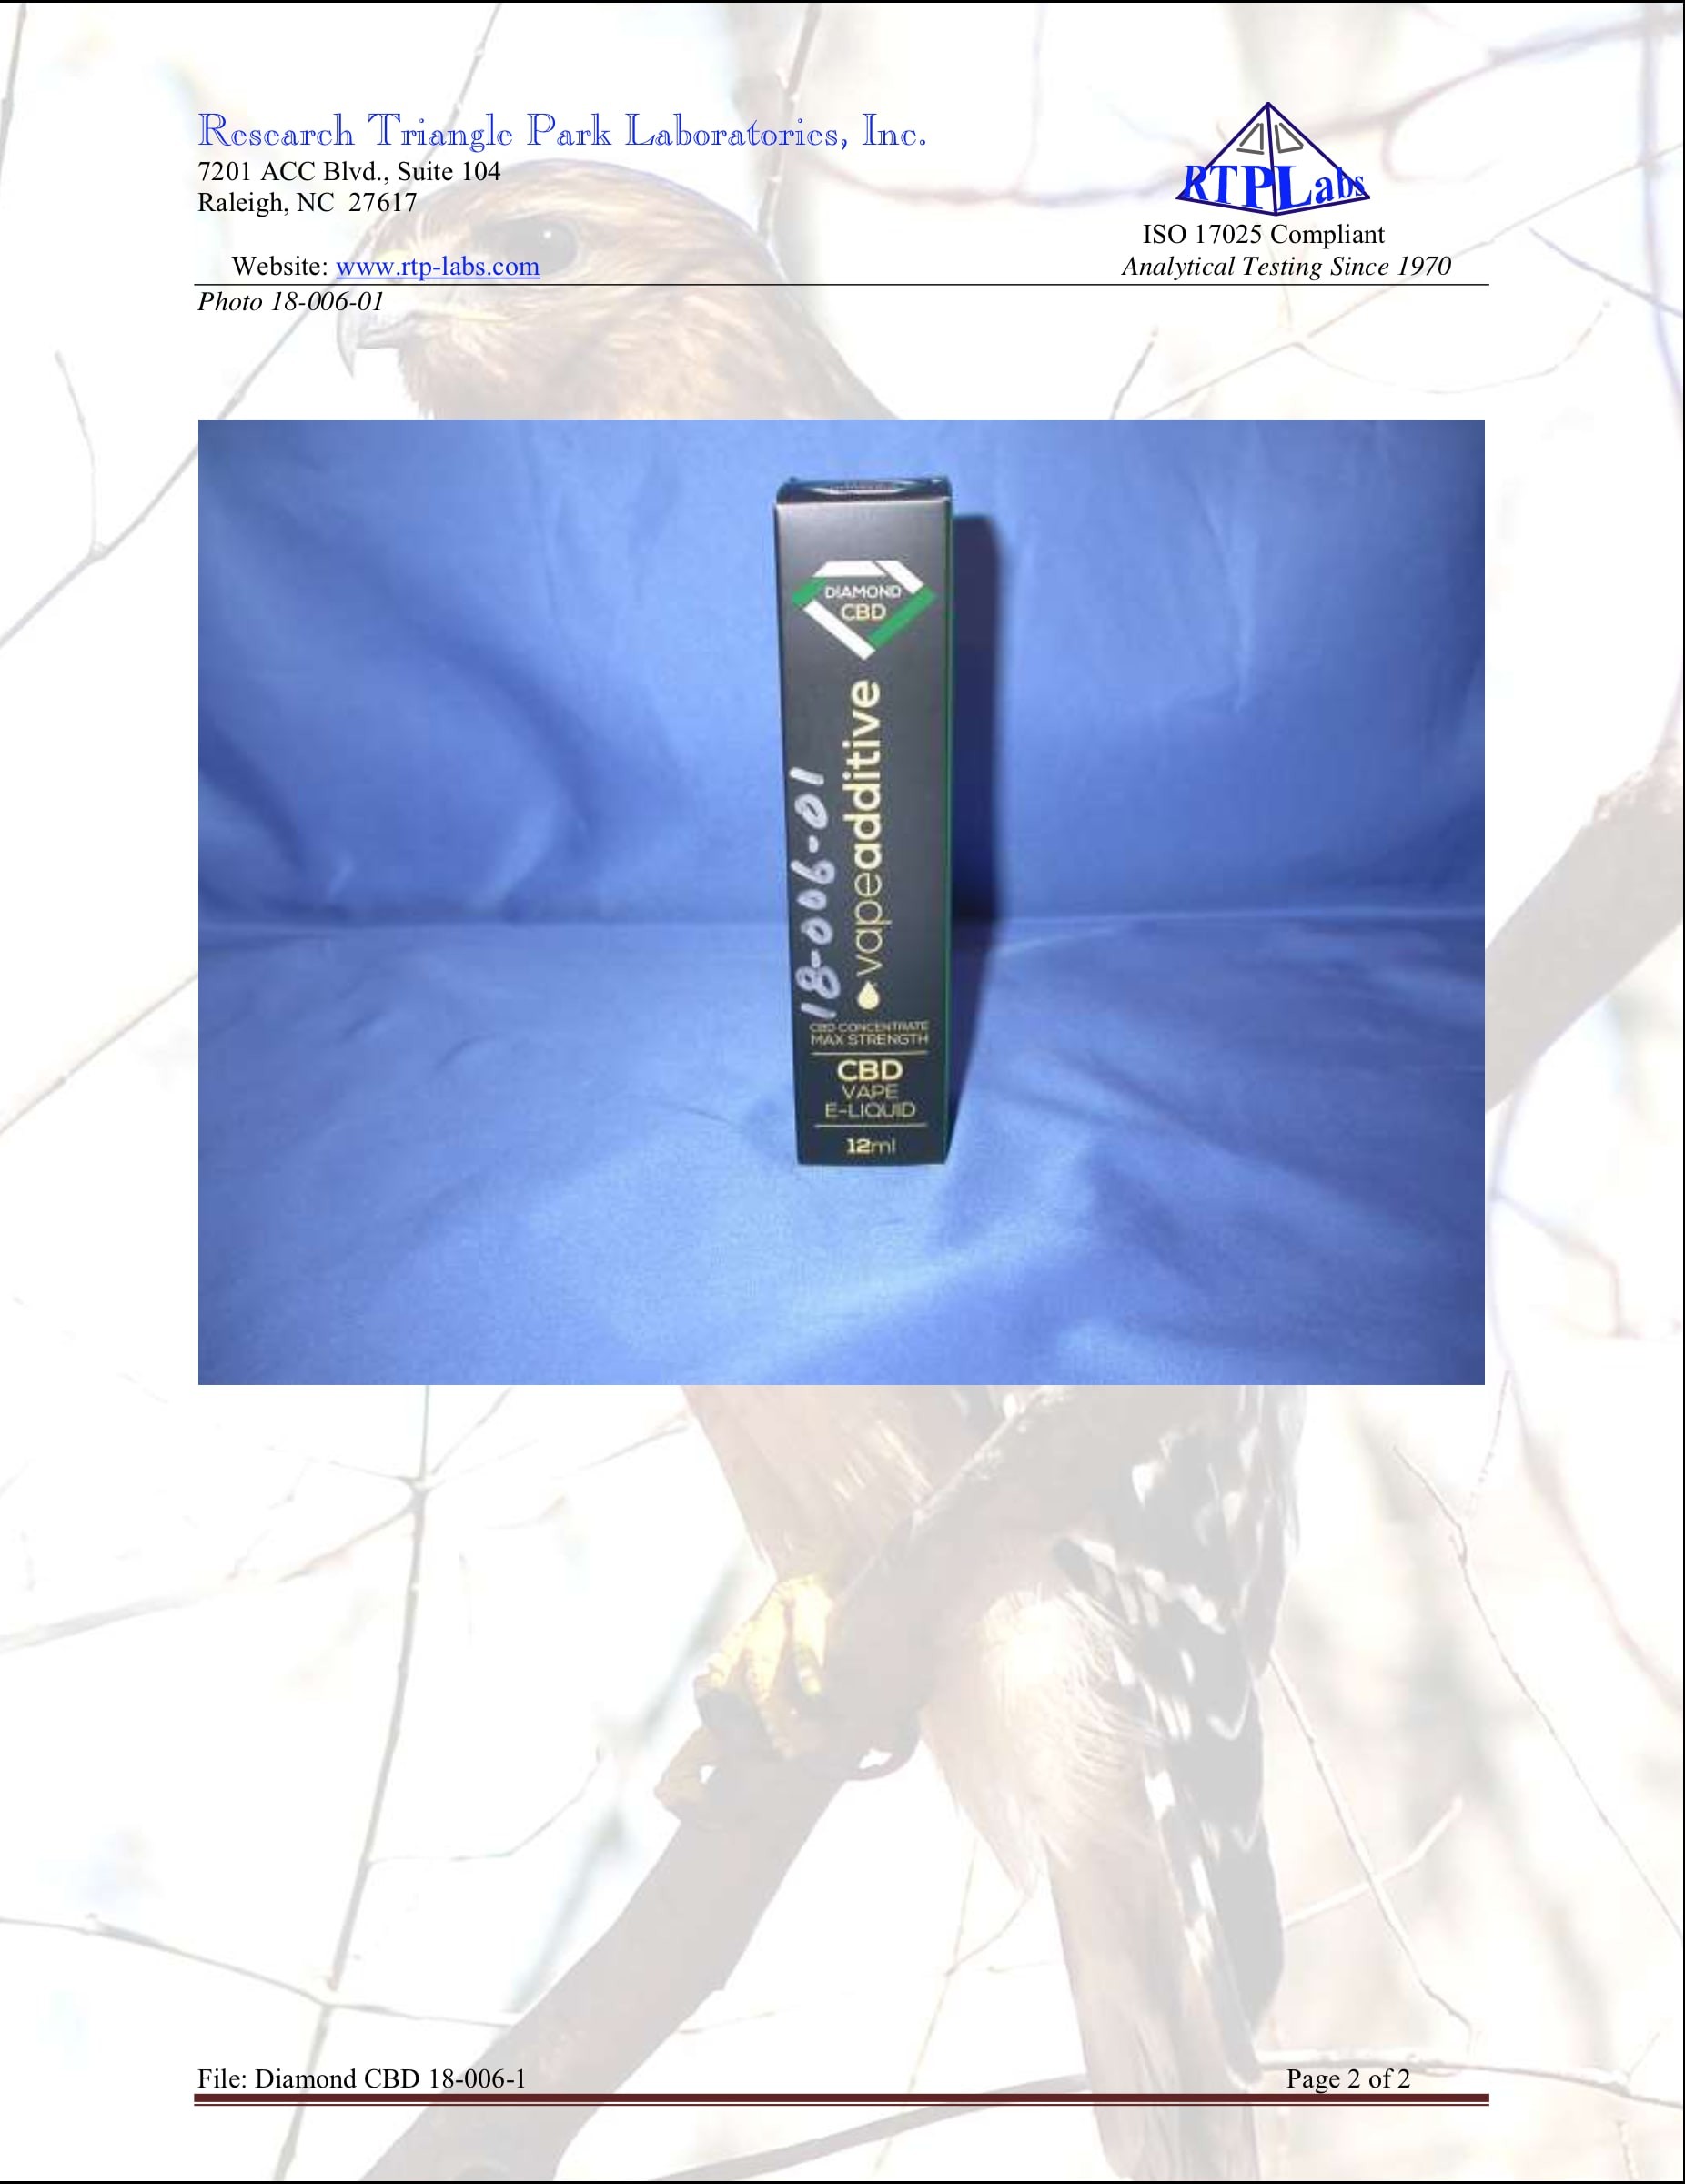 Research Triangle Park Laboratories, Inc.
7201 ACC Blvd., Suite 104
Raleigh, NC 27617
Website: www.rtp-labs.com
RTP Labs
ISO 17025 Compliant
Analytical Testing Since 1970
Photo 18-006-01
DIAMOND
CBD
vapeadditive
18-006-01
CBD CONCENTRATE
MAX STRENGTH
CBD
VAPE
E-LIQUID
12ml
File: Diamond CBD 18-006-1
Page 2 of 2